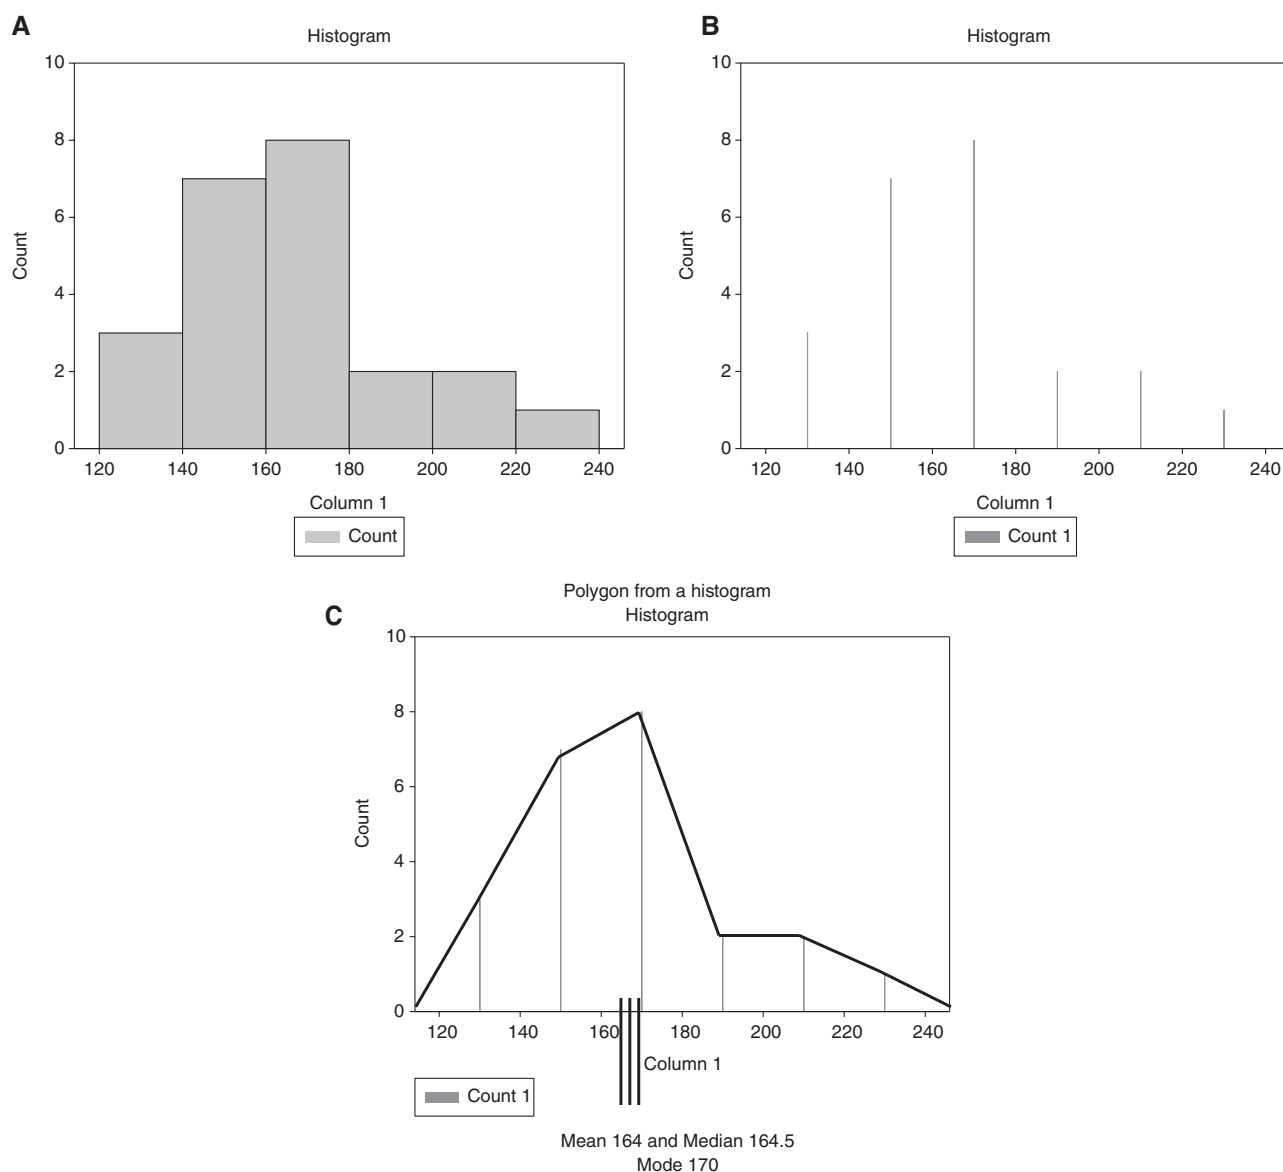 A
Histogram
10
8
6
4
2
0
Count
120 140 160 180 200 220 240
Column 1
Count
B
Histogram
10
8
6
4
2
0
Count
120 140 160 180 200 220 240
Column 1
Count 1
C
Polygon from a histogram
Histogram
10
8
6
4
2
0
Count
120 140 160 180 200 220 240
Column 1
Count 1
Mean 164 and Median 164.5
Mode 170